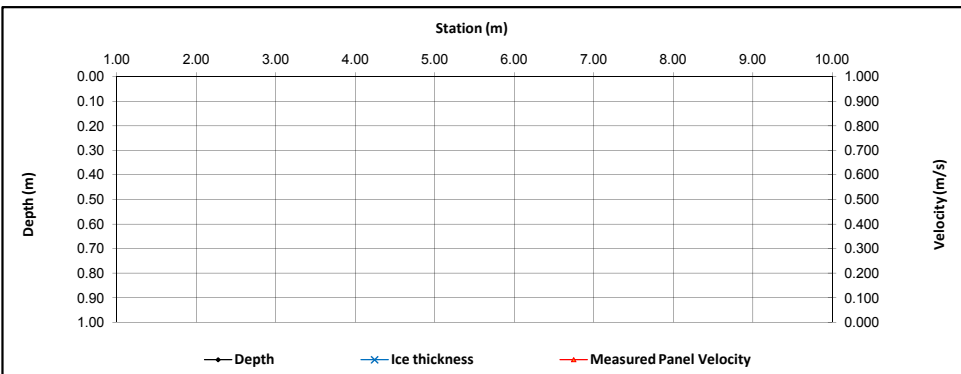 Station (m)
1.00 2.00 3.00 4.00 5.00 6.00 7.00 8.00 9.00 10.00
0.00 1.000
0.10 0.900
0.20 0.800
0.30 0.700
0.40 0.600
0.50 0.500
0.60 0.400
0.70 0.300
0.80 0.200
0.90 0.100
1.00 0.000
Depth (m)
Velocity (m/s)
Depth Ice thickness Measured Panel Velocity